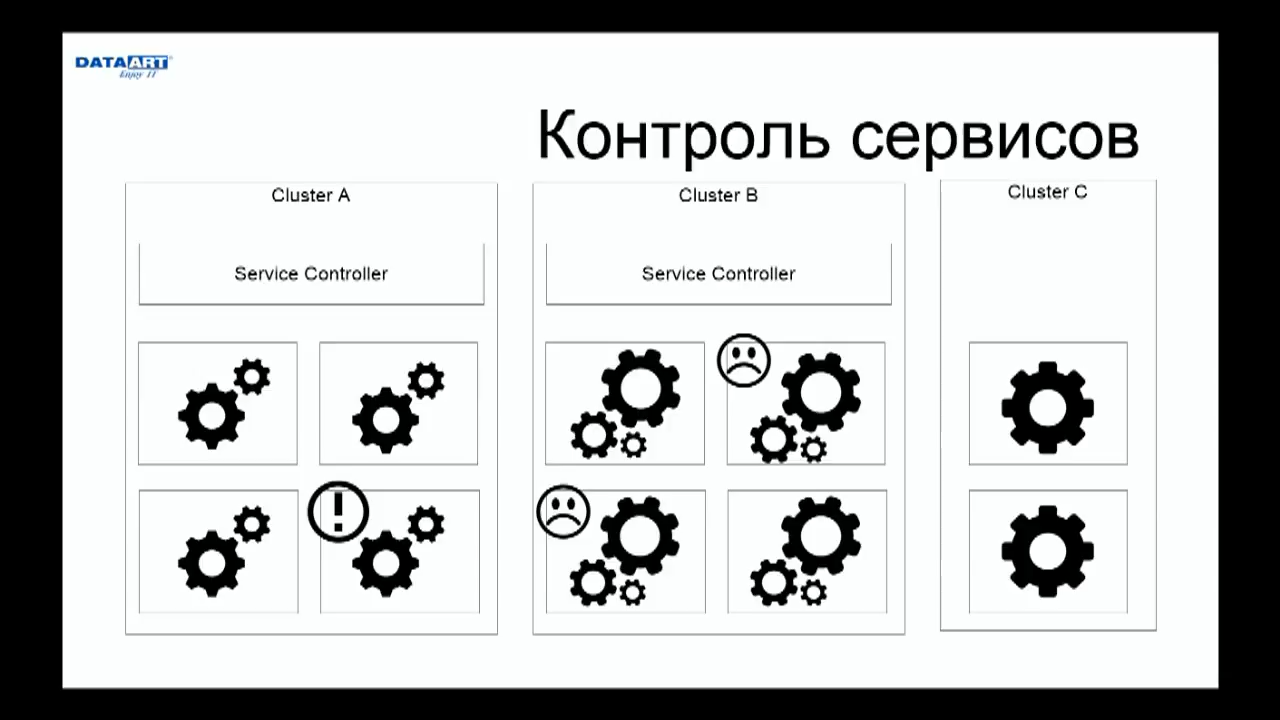 DATAART
Enjoy IT
Контроль сервисов
Cluster A
Cluster B
Cluster C
Service Controller
Service Controller
!